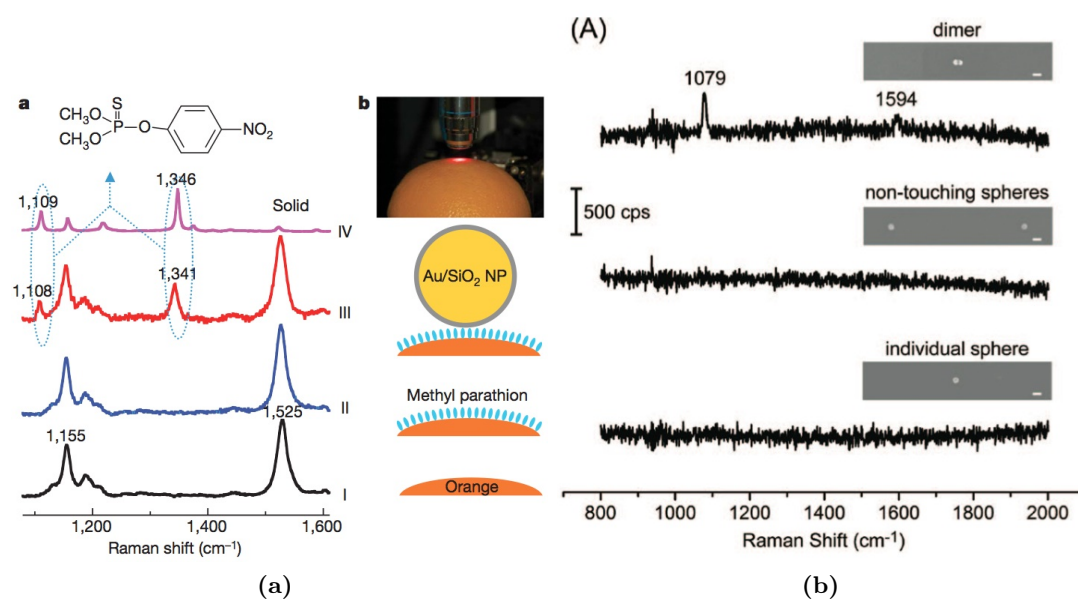 a
S
CH₃O
P
O
NO₂
CH₃O
1,109
1,346
Solid
IV
1,108
1,341
III
II
1,155
1,525
I
1,200
1,400
1,600
Raman shift (cm⁻¹)
b
Au/SiO₂ NP
Methyl parathion
Orange
(a)
(A)
dimer
1079
1594
500 cps
non-touching spheres
individual sphere
800 1000 1200 1400 1600 1800 2000
Raman Shift (cm⁻¹)
(b)